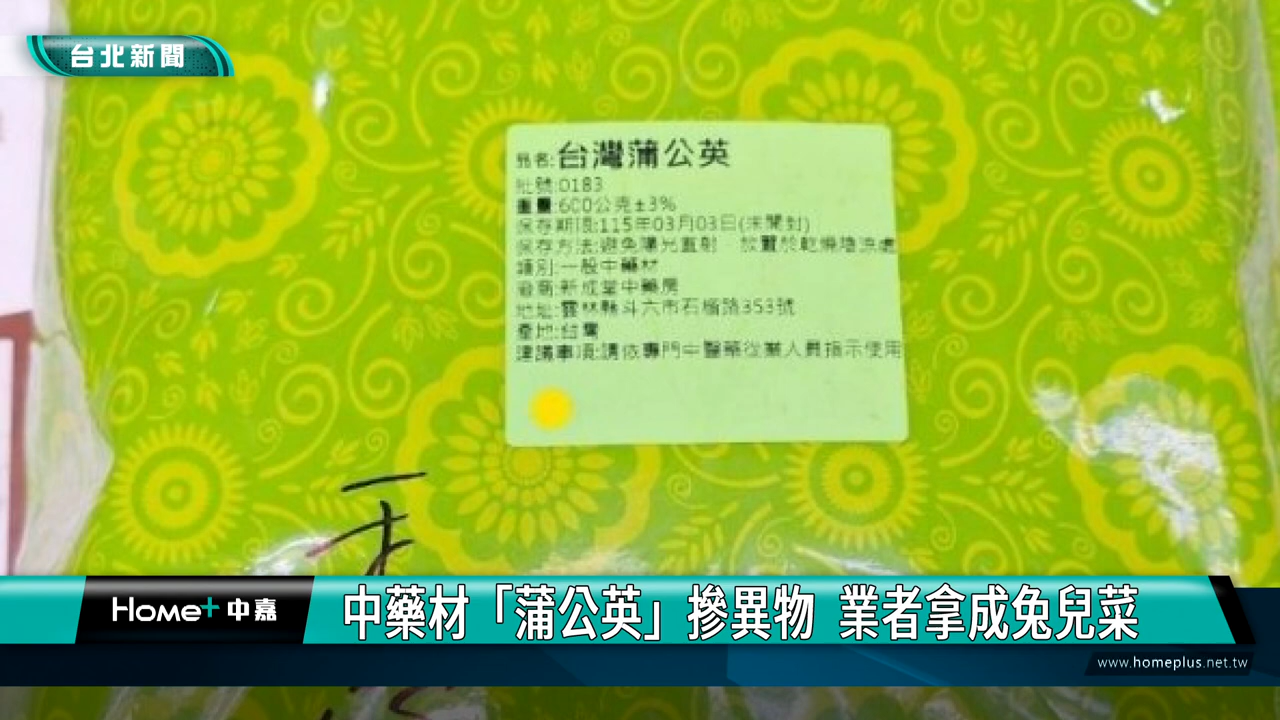 台北新聞
品名:台灣蒲公英
批號:0183
重量:600公克±3%
保存期限:115年03月03日(未開封)
保存方法:避免陽光直射 放置於乾燥陰涼處
類別:一般中藥材
新成堂中藥房
地址:雲林縣斗六市石榴路353號
產地:台灣
建議事項:請依專門中醫藥從業人員指示使用
Home+中嘉
中藥材「蒲公英」摻異物 業者拿成兔兒菜
www.homeplus.net.tw